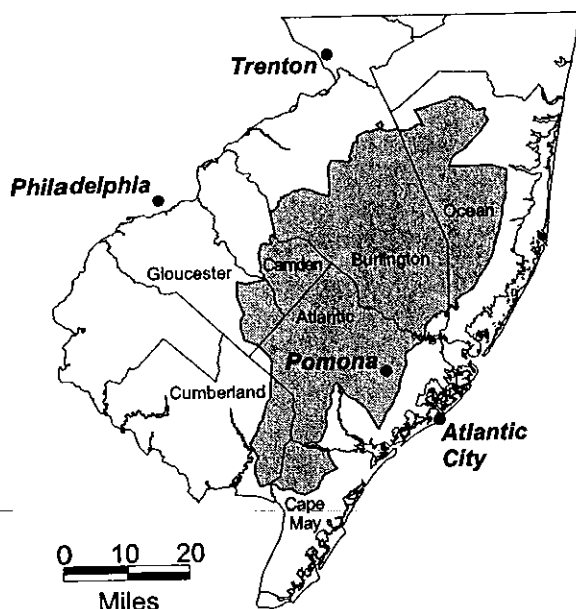 Trenton
Philadelphia
Ocean
Camden
Burlington
Gloucester
Atlantic
Pomona
Cumberland
Atlantic
City
Cape
May
0 10 20
Miles